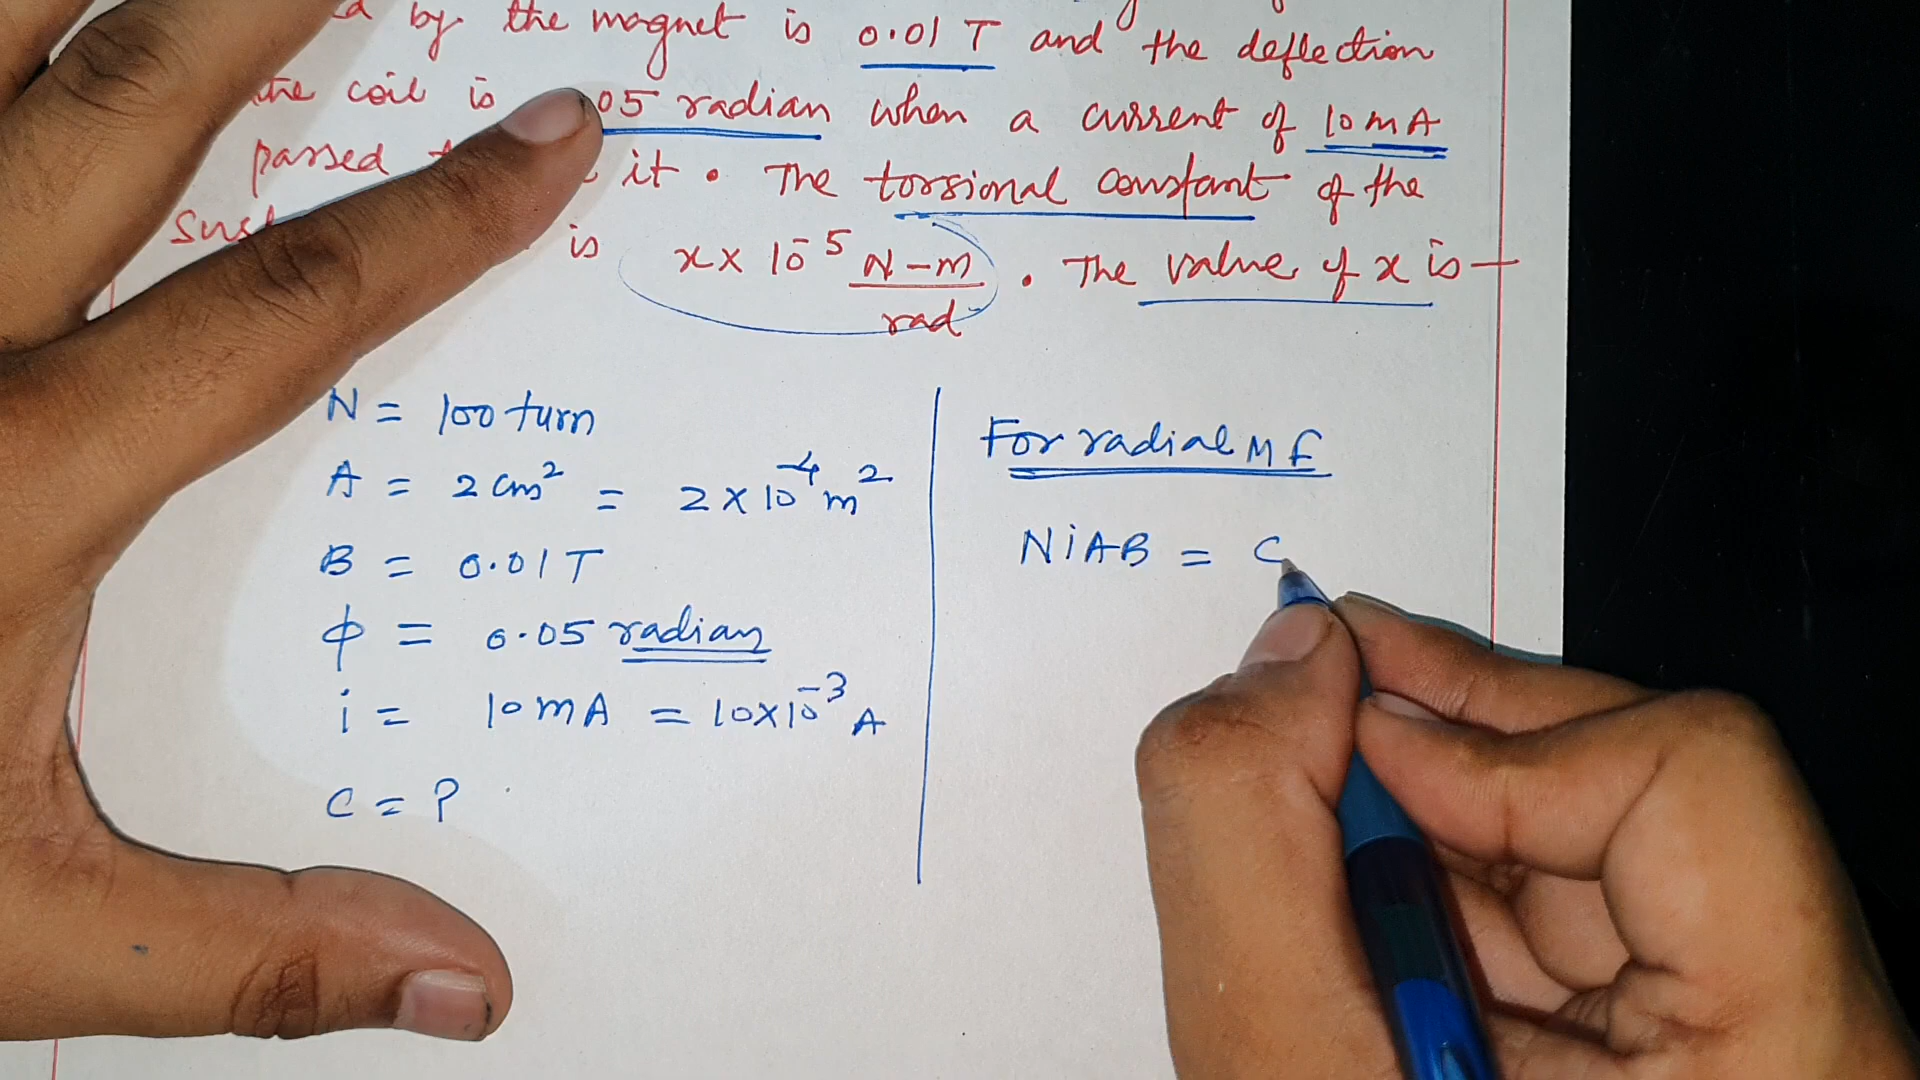 by the magnet is 0.01 T and the deflection
the coil is 05 radian when a current of 10 mA
passed it. The torsional constant of the
is x × 10⁻⁵ N-m/rad. The value of x is —
N = 100 turn
A = 2 cm² = 2 × 10⁻⁴ m²
B = 0.01 T
ϕ = 0.05 radian
i = 10 mA = 10×10⁻³ A
C = ?
For radial MF
NiAB = C